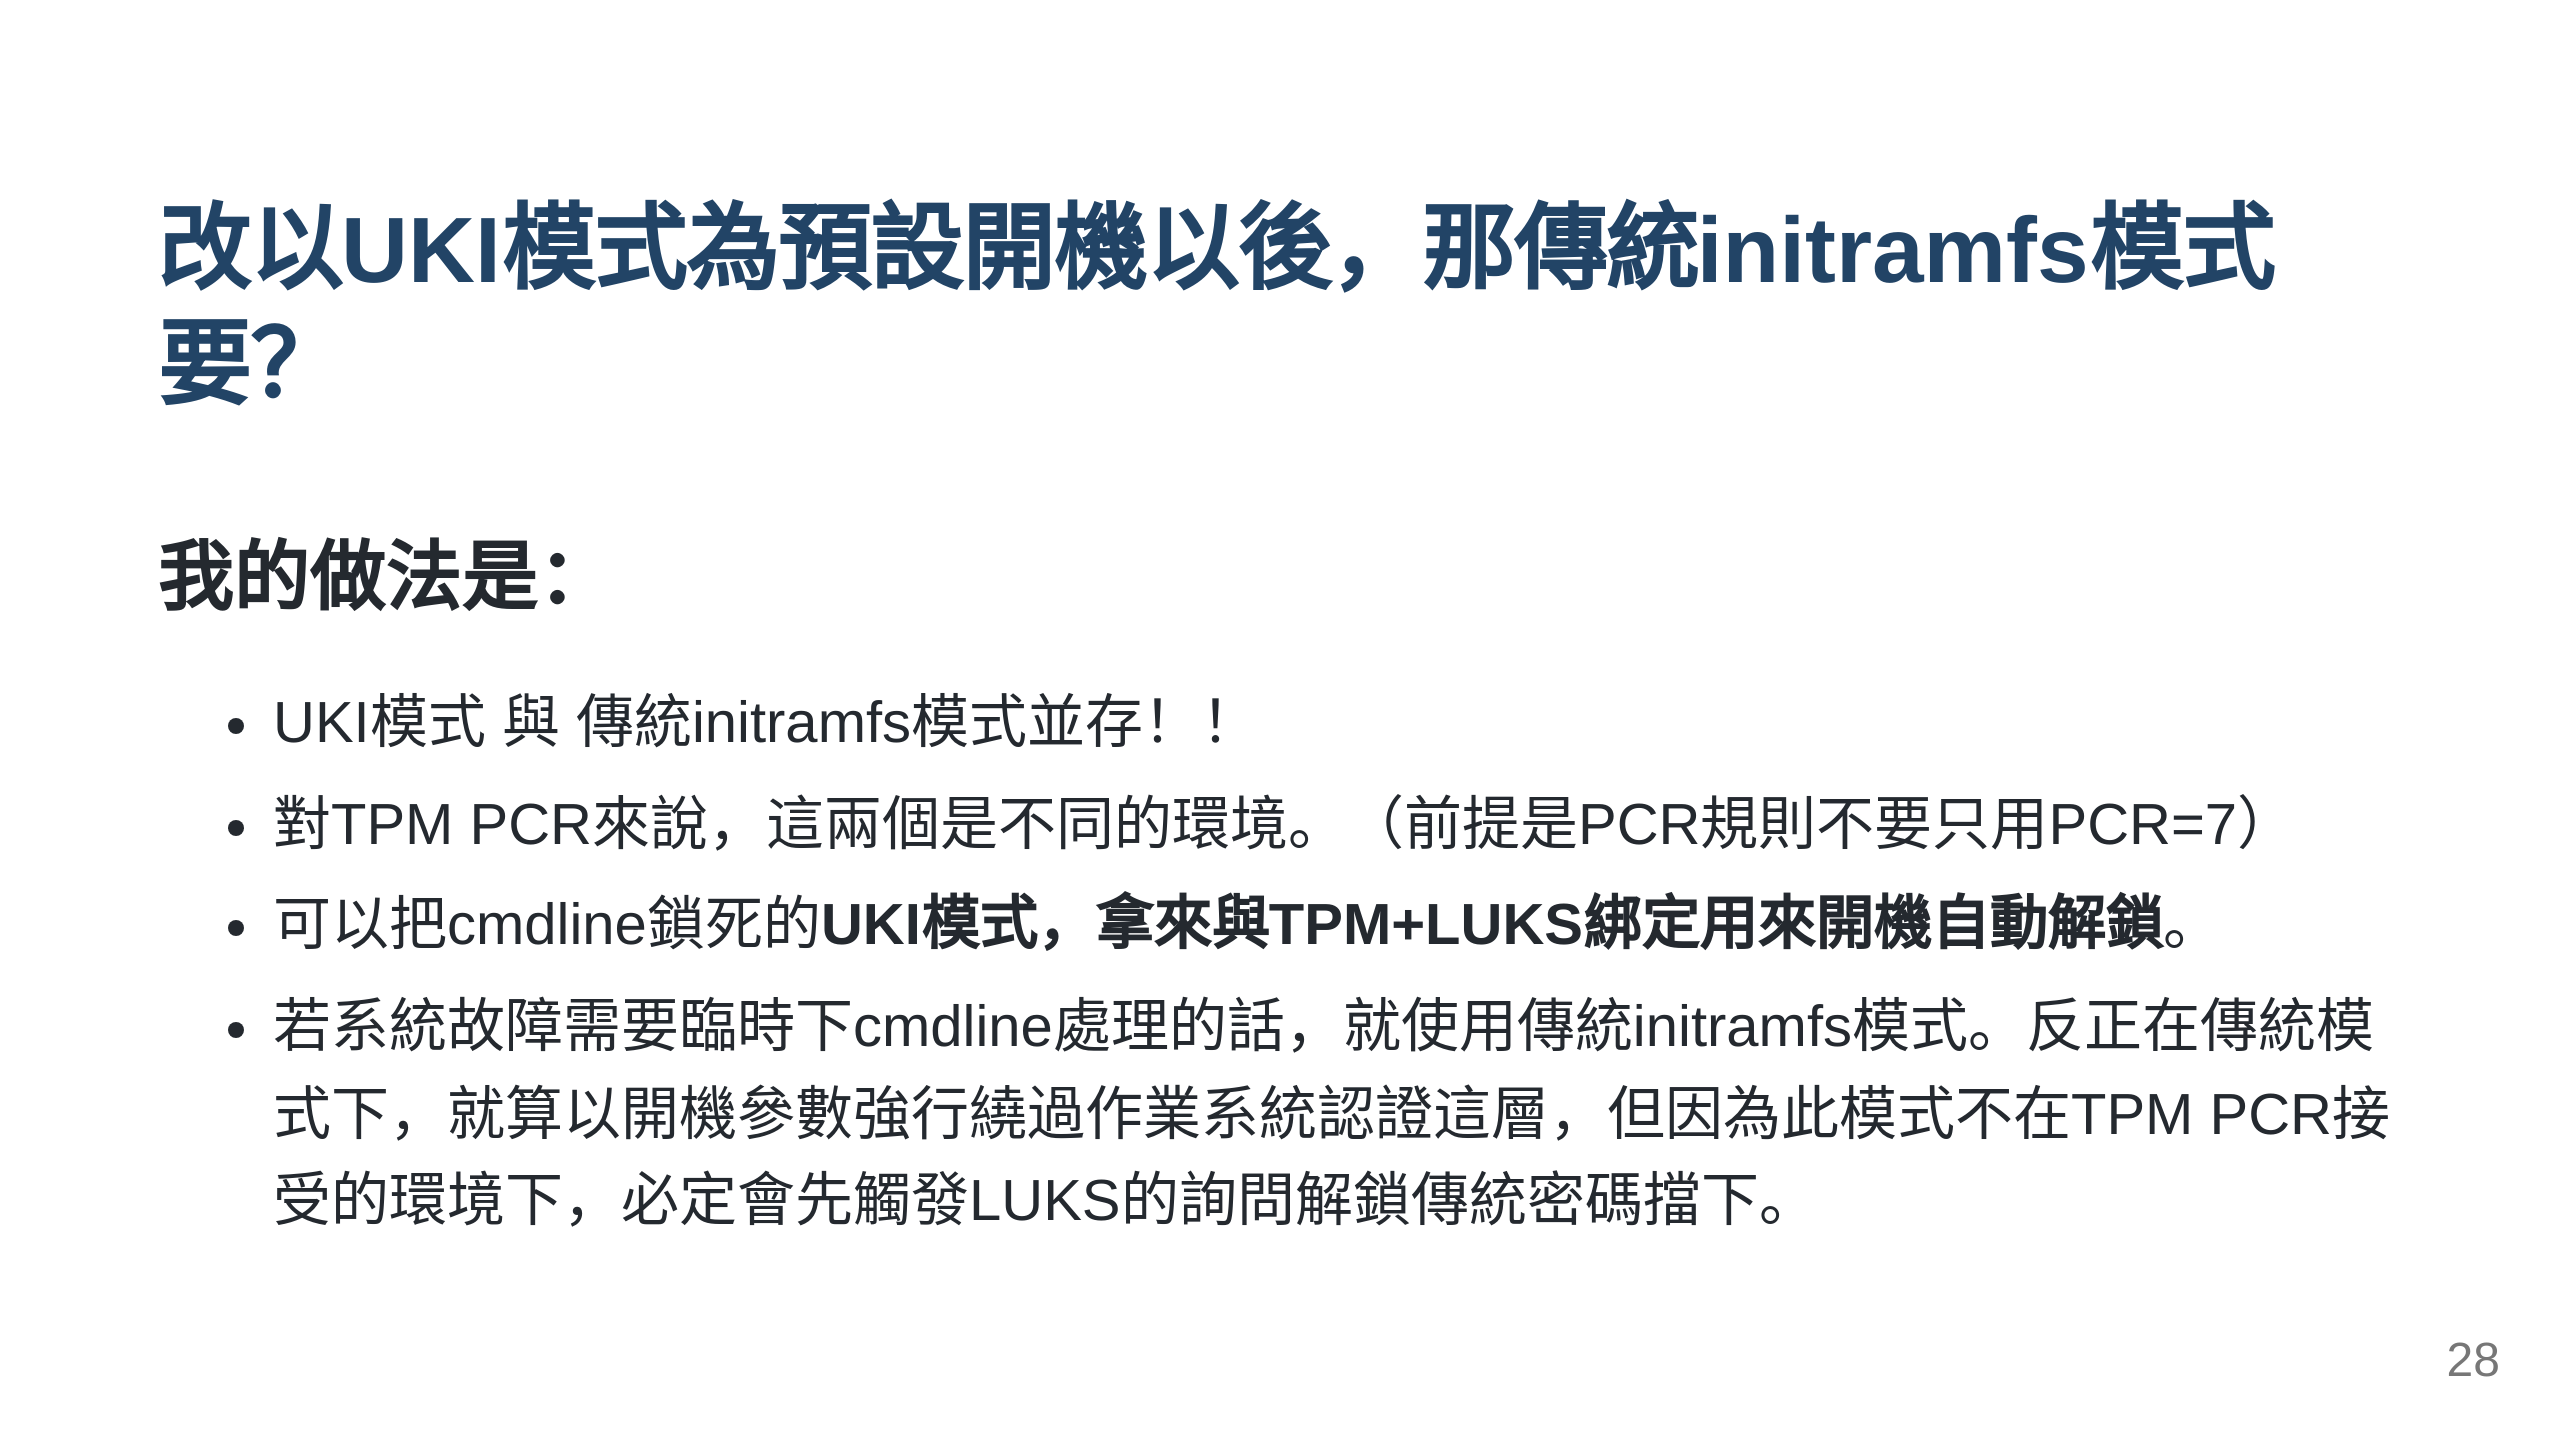 改以UKI模式為預設開機以後，那傳統initramfs模式
要？
我的做法是：
• UKI模式 與 傳統initramfs模式並存！！
• 對TPM PCR來說，這兩個是不同的環境。（前提是PCR規則不要只用PCR=7）
• 可以把cmdline鎖死的UKI模式，拿來與TPM+LUKS綁定用來開機自動解鎖。
• 若系統故障需要臨時下cmdline處理的話，就使用傳統initramfs模式。反正在傳統模
式下，就算以開機參數強行繞過作業系統認證這層，但因為此模式不在TPM PCR接
受的環境下，必定會先觸發LUKS的詢問解鎖傳統密碼擋下。
28